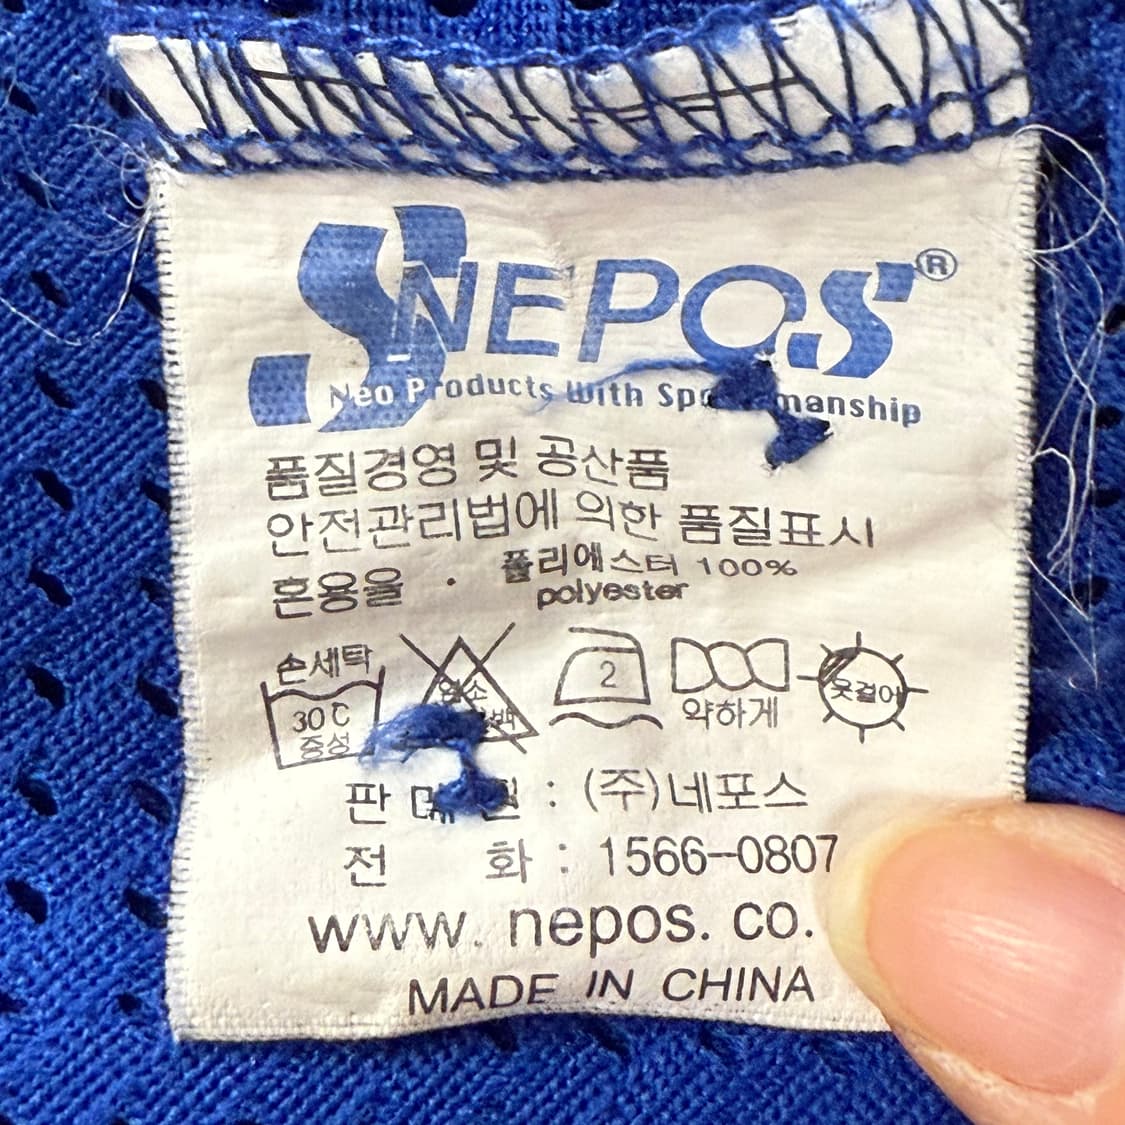 NEPOS®
Neo Products With
품질경영 및 공산품
안전관리법에 의한 품질표시
혼용율 · 폴리에스터 100%
polyester
손세탁
30℃
중성
2
약하게
옷걸이
판 : (주)네포스
전 화 : 1566-0807
www. nepos. co.
MADE IN CHINA